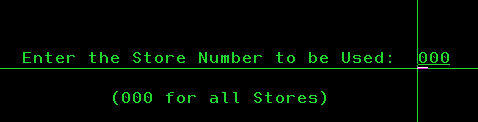 Enter the Store Number to be Used: 000
(000 for all Stores)